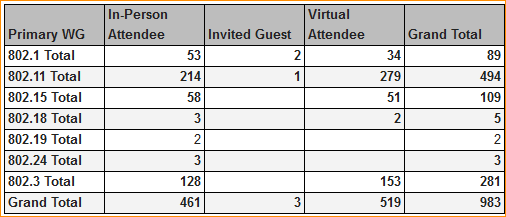 Primary WG In-Person Attendee Invited Guest Virtual Attendee Grand Total
802.1 Total 53 2 34 89
802.11 Total 214 1 279 494
802.15 Total 58 51 109
802.18 Total 3 2 5
802.19 Total 2 2
802.24 Total 3 3
802.3 Total 128 153 281
Grand Total 461 3 519 983